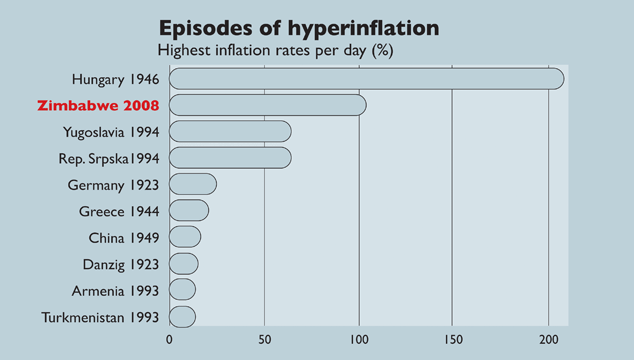 Episodes of hyperinflation
Highest inflation rates per day (%)
Hungary 1946
Zimbabwe 2008
Yugoslavia 1994
Rep. Srpska1994
Germany 1923
Greece 1944
China 1949
Danzig 1923
Armenia 1993
Turkmenistan 1993
0 50 100 150 200